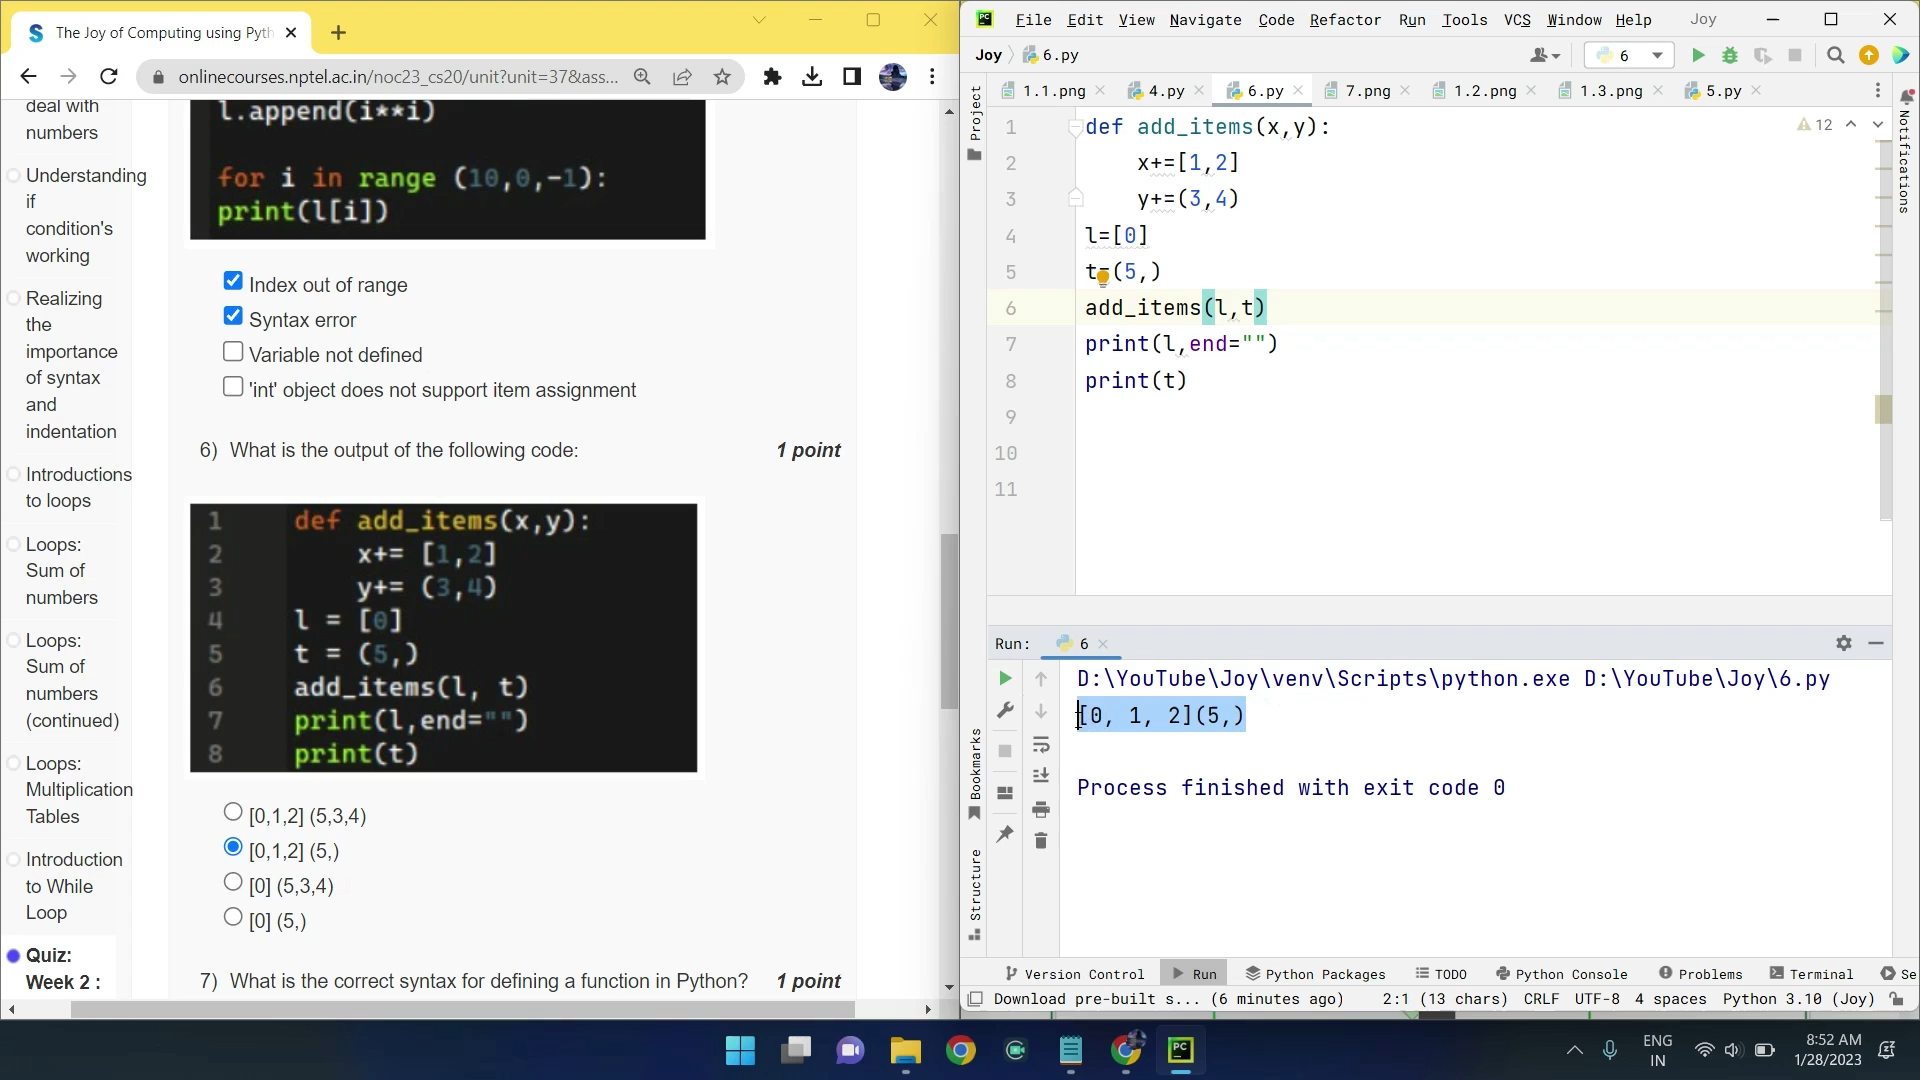 The Joy of Computing using Pyth
onlinecourses.nptel.ac.in/noc23_cs20/unit?unit=37&ass...
deal with
numbers
Understanding
if
condition's
working
Realizing
the
importance
of syntax
and
indentation
Introductions
to loops
Loops:
Sum of
numbers
Loops:
Sum of
numbers
(continued)
Loops:
Multiplication
Tables
Introduction
to While
Loop
Quiz:
Week 2 :
l.append(i**i)
for i in range (10,0,-1):
print(l[i])
Index out of range
Syntax error
Variable not defined
'int' object does not support item assignment
6) What is the output of the following code:
1 point
1 def add_items(x,y):
2 x+= [1,2]
3 y+= (3,4)
4 l = [0]
5 t = (5,)
6 add_items(l, t)
7 print(l,end="")
8 print(t)
[0,1,2] (5,3,4)
[0,1,2] (5,)
[0] (5,3,4)
[0] (5,)
7) What is the correct syntax for defining a function in Python?
1 point
PC File Edit View Navigate Code Refactor Run Tools VCS Window Help Joy
Joy 6.py
6
1.1.png 4.py 6.py 7.png 1.2.png 1.3.png 5.py
Project
Notifications
12
1 def add_items(x,y):
2 x+=[1,2]
3 y+=(3,4)
4 l=[0]
5 t=(5,)
6 add_items(l,t)
7 print(l,end="")
8 print(t)
9
10
11
Run: 6
D:\YouTube\Joy\venv\Scripts\python.exe D:\YouTube\Joy\6.py
[0, 1, 2](5,)
Process finished with exit code 0
Bookmarks
Structure
Version Control Run Python Packages TODO Python Console Problems Terminal Se
Download pre-built s... (6 minutes ago) 2:1 (13 chars) CRLF UTF-8 4 spaces Python 3.10 (Joy)
PC
ENG
IN
8:52 AM
1/28/2023